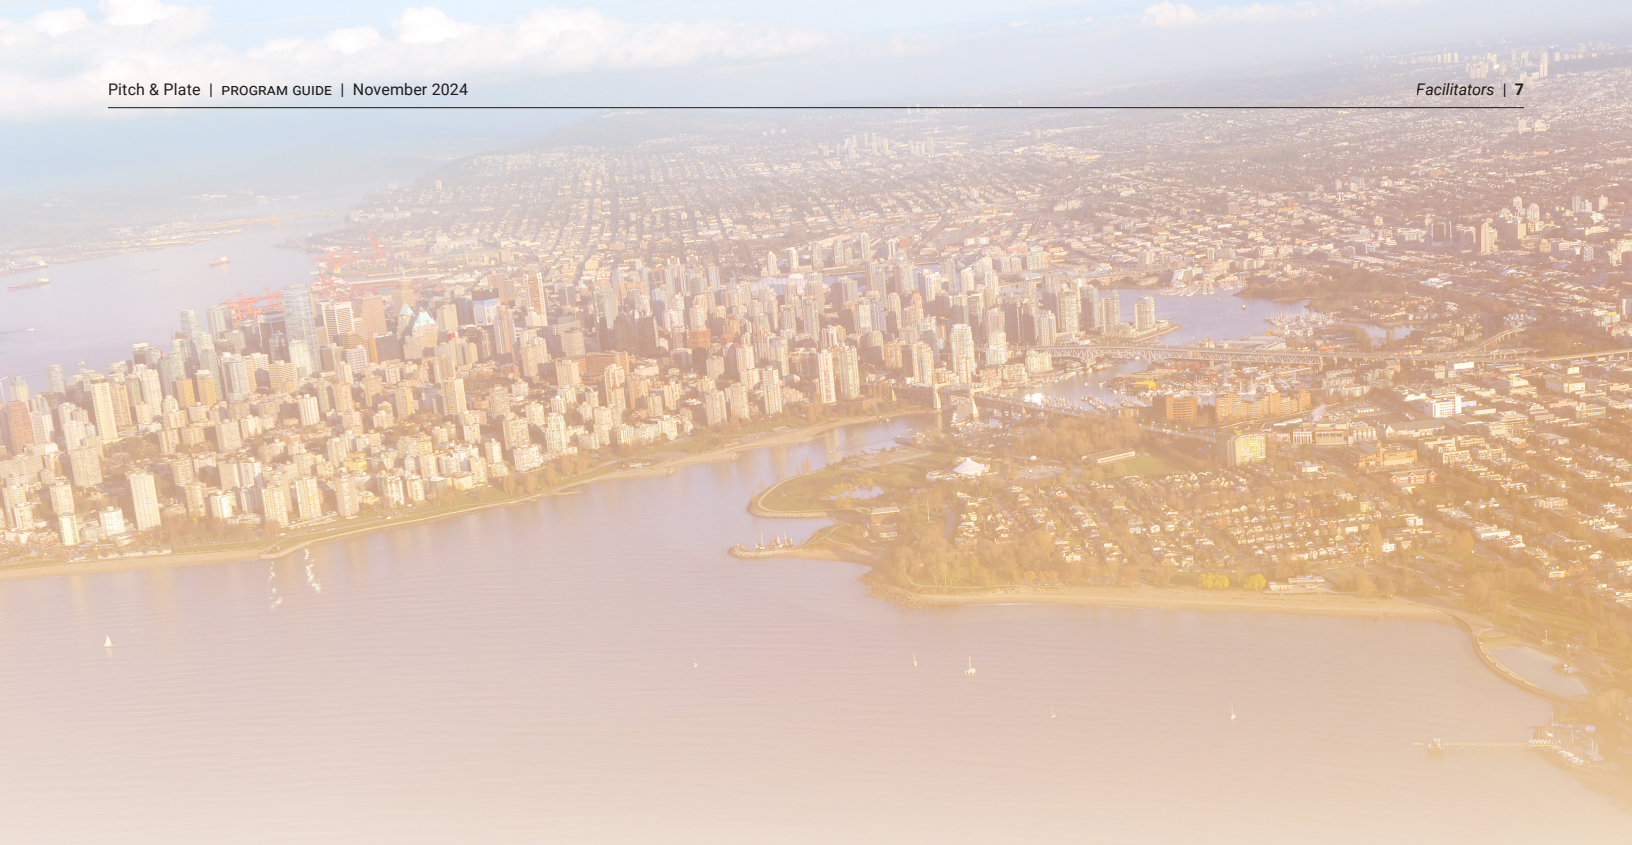 Pitch & Plate | PROGRAM GUIDE | November 2024
Facilitators | 7